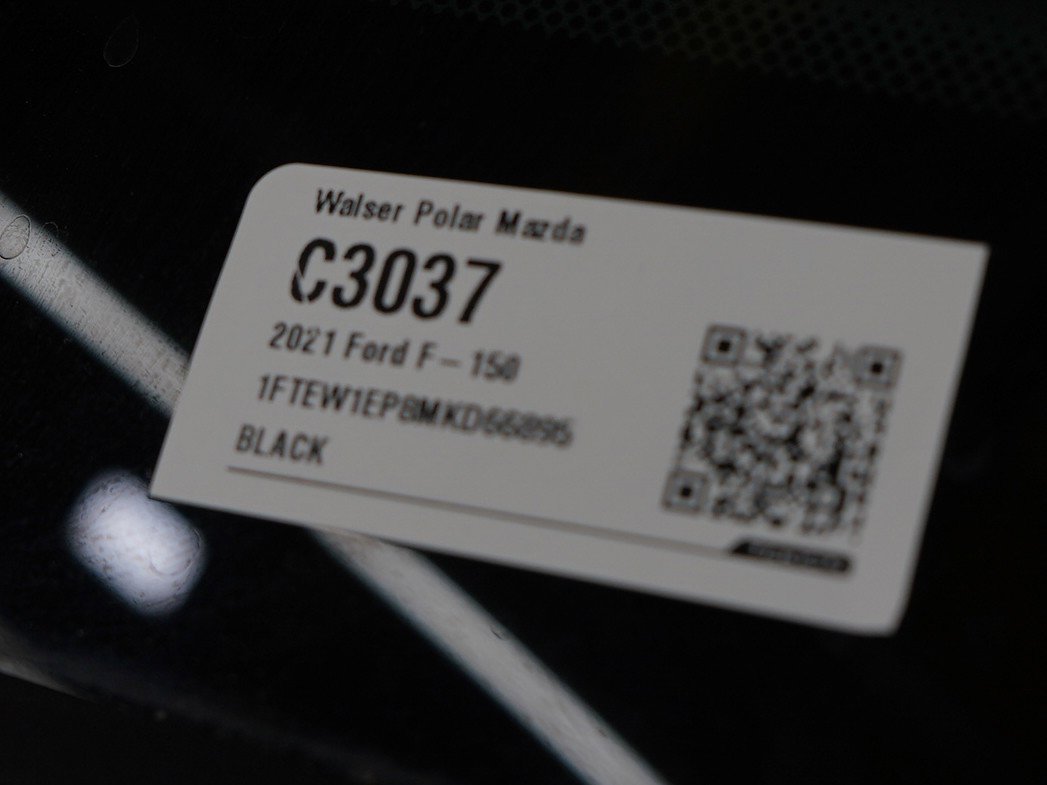 Walser Polar Mazda
C3037
2021 Ford F-150
1FTEW1EP8MKD66895
BLACK